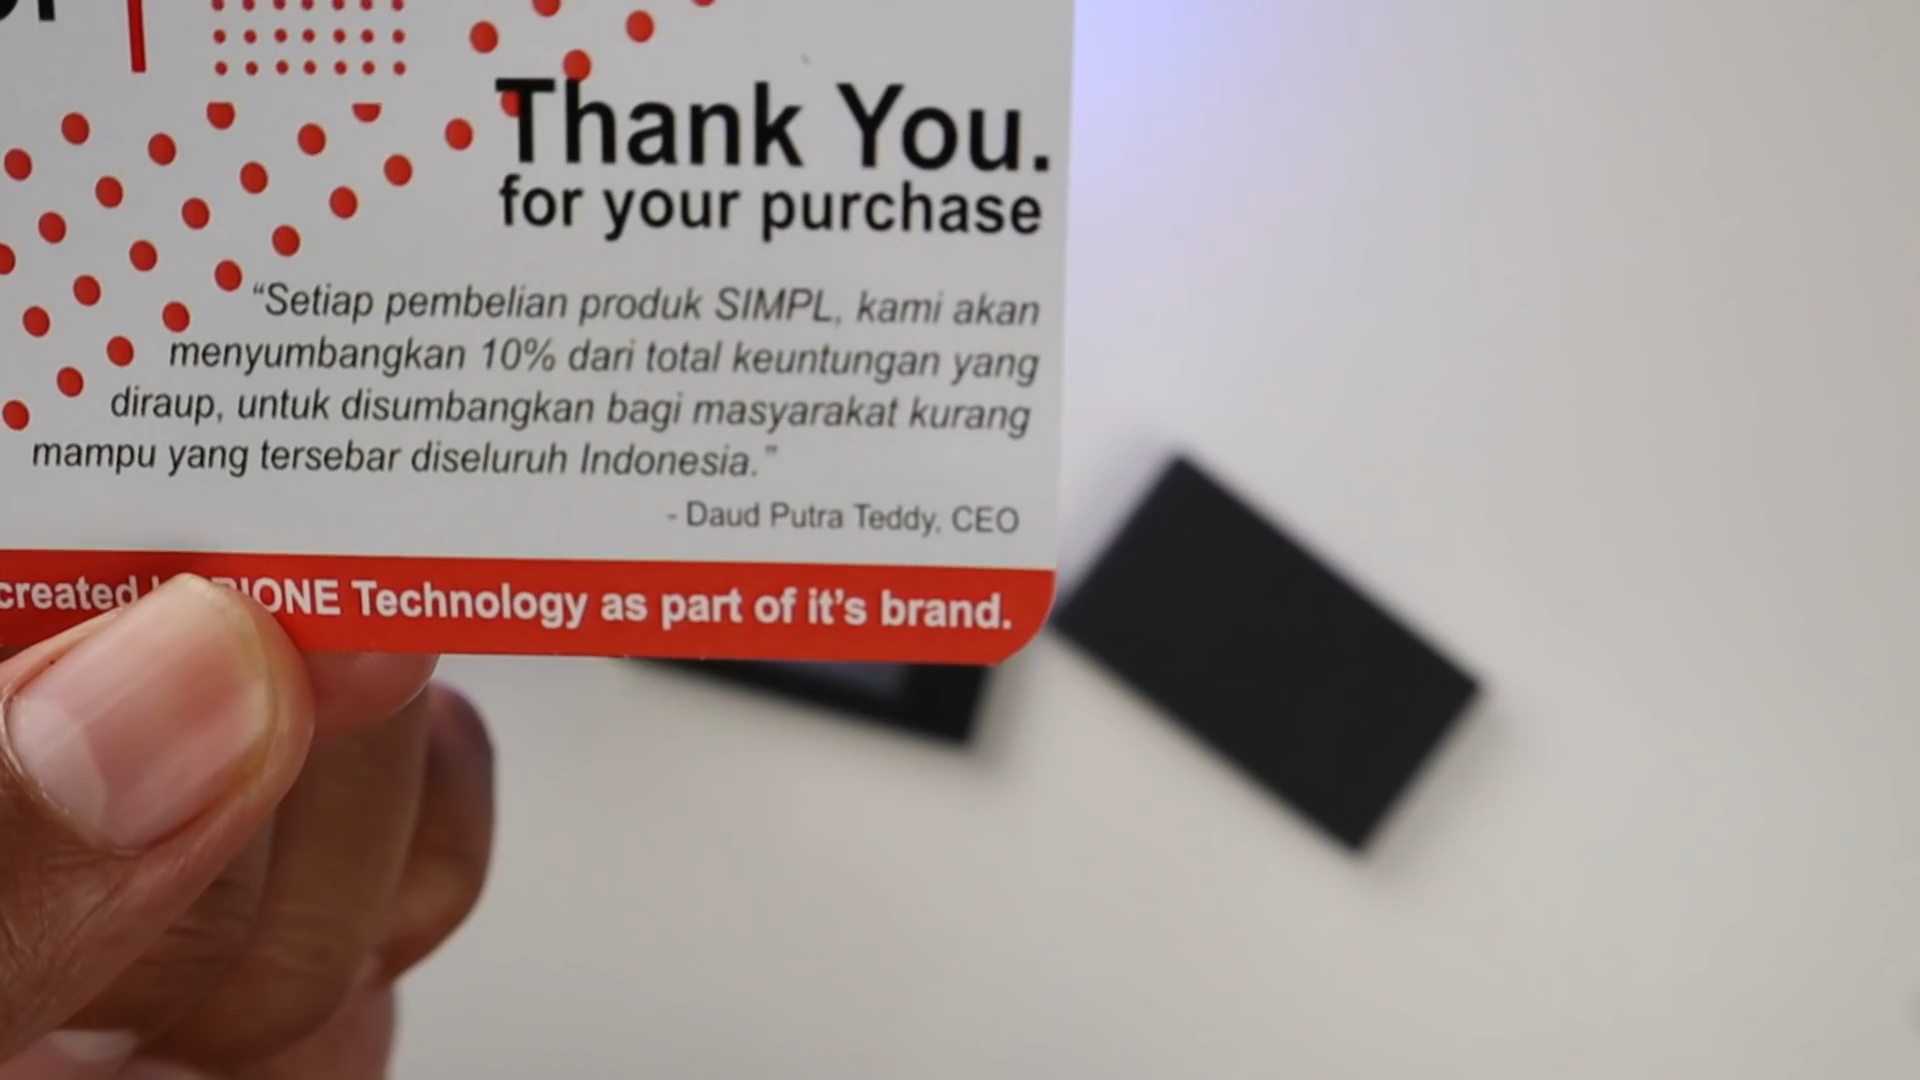 Thank You.
for your purchase
“Setiap pembelian produk SIMPL, kami akan
menyumbangkan 10% dari total keuntungan yang
diraup, untuk disumbangkan bagi masyarakat kurang
mampu yang tersebar diseluruh Indonesia.”
- Daud Putra Teddy, CEO
created Technology as part of it’s brand.